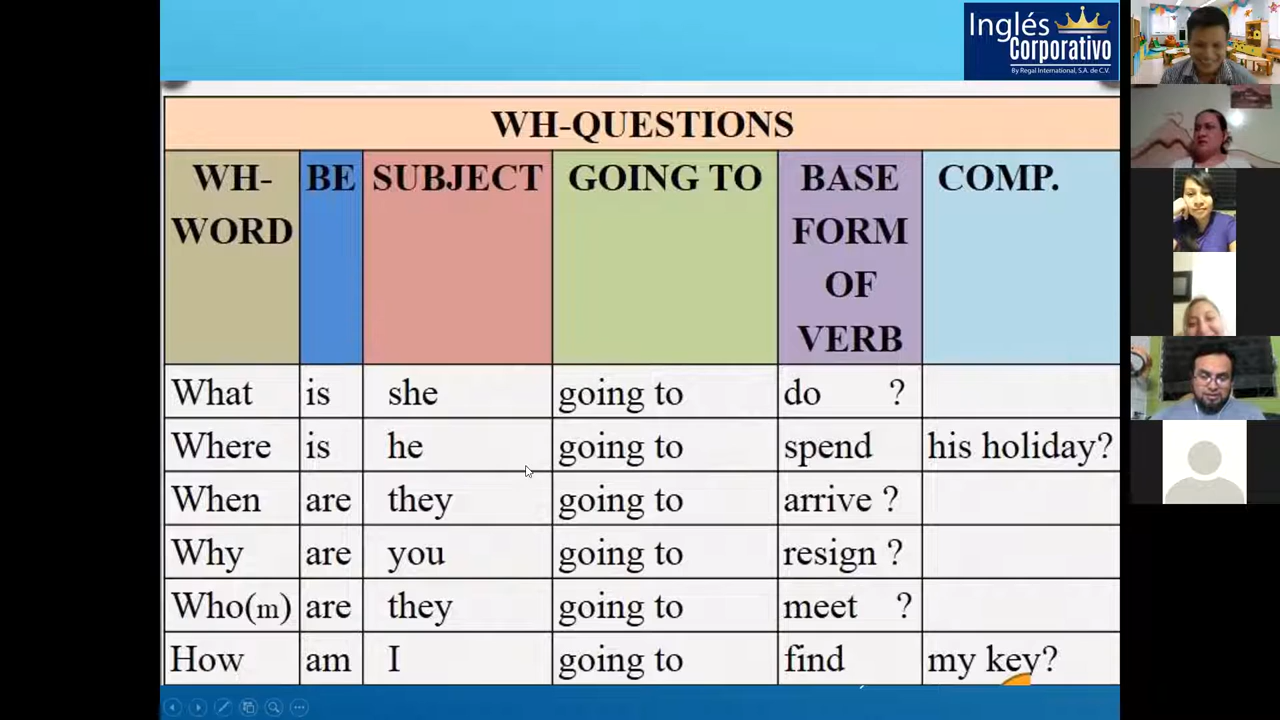 Inglés
Corporativo
By Regal International, S.A. de C.V.
WH-QUESTIONS
WH-WORD BE SUBJECT GOING TO BASE FORM OF VERB COMP.
What is she going to do ?
Where is he going to spend his holiday?
When are they going to arrive ?
Why are you going to resign ?
Who(m) are they going to meet ?
How am I going to find my key?